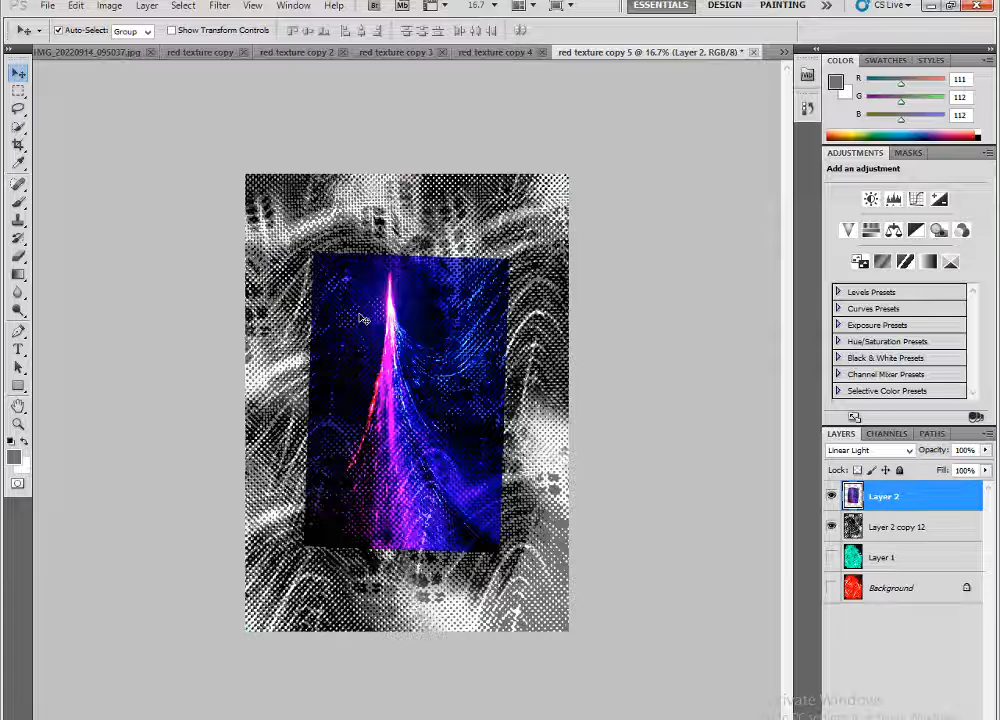 PS File Edit Image Layer Select Filter View Window Help Br Mb 16.7 ESSENTIALS DESIGN PAINTING >> CS Live
Auto-Select: Group Show Transform Controls
IMG_20220914_095037.jpg red texture copy red texture copy 2 red texture copy 3 red texture copy 4 red texture copy 5 @ 16.7% (Layer 2, RGB/8) *
COLOR SWATCHES STYLES
R 111
G 112
B 112
ADJUSTMENTS MASKS
Add an adjustment
Levels Presets
Curves Presets
Exposure Presets
Hue/Saturation Presets
Black & White Presets
Channel Mixer Presets
Selective Color Presets
LAYERS CHANNELS PATHS
Linear Light Opacity: 100%
Lock: Fill: 100%
Layer 2
Layer 2 copy 12
Layer 1
Background
T